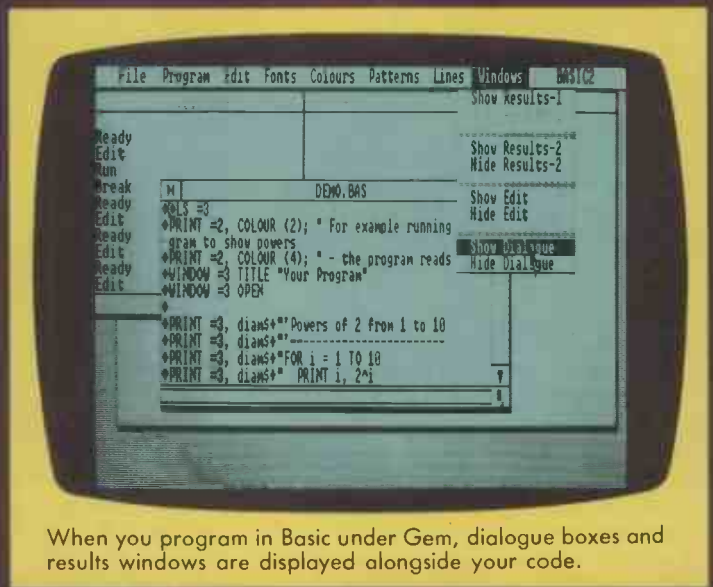 File Program Edit Fonts Colours Patterns Lines Windows BASIC2
Show Results-1
Show Results-2
Hide Results-2
Show Edit
Hide Edit
Show Dialogue
Hide Dialogue
Ready
Edit
Run
Break
Ready
Edit
Ready
Edit
Ready
Edit
DEMO.BAS
♦CLS =3
♦PRINT =2, COLOUR (2); " For example running
gram to show powers
♦PRINT =2, COLOUR (4); " - the program reads
♦WINDOW =3 TITLE "Your Program"
♦WINDOW =3 OPEN
♦
♦PRINT =3, diam$+"'Powers of 2 from 1 to 10
♦PRINT =3, diam$+"'-------------------------
♦PRINT =3, diam$+"FOR i = 1 TO 10
♦PRINT =3, diam$+"  PRINT i, 2^i
When you program in Basic under Gem, dialogue boxes and
results windows are displayed alongside your code.